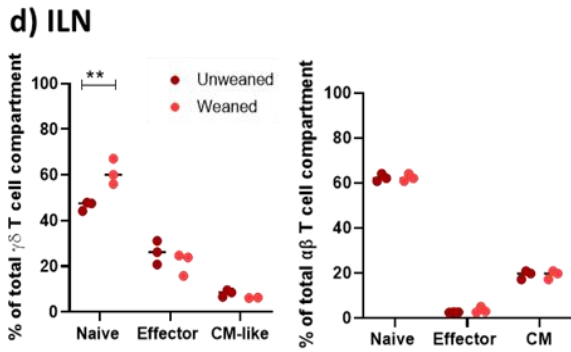 d) ILN
**
Unweaned
Weaned
% of total γδ T cell compartment
100
80
60
40
20
0
Naive Effector CM-like
% of total αβ T cell compartment
100
80
60
40
20
0
Naive Effector CM